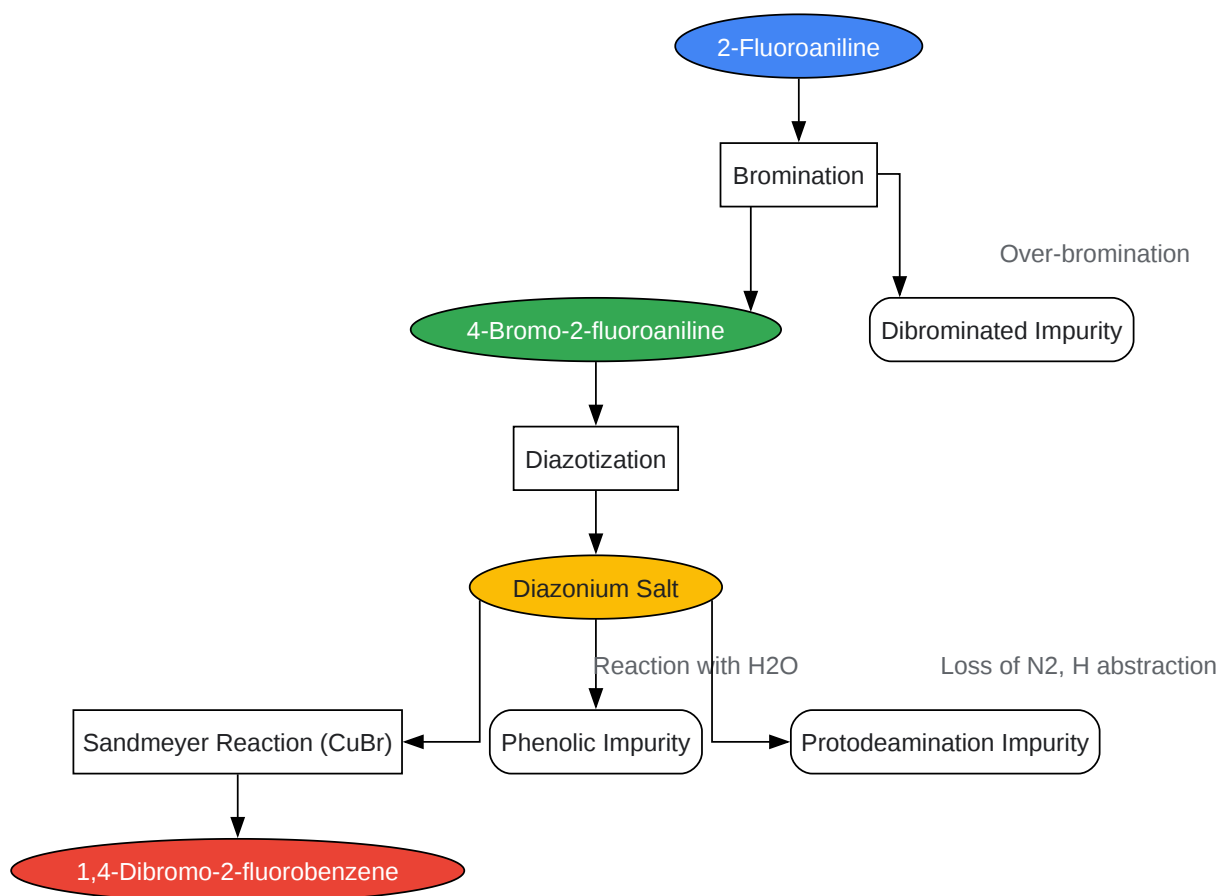 2-Fluoroaniline
Bromination
Over-bromination
4-Bromo-2-fluoroaniline
Dibrominated Impurity
Diazotization
Diazonium Salt
Reaction with H2O
Loss of N2, H abstraction
Sandmeyer Reaction (CuBr)
Phenolic Impurity
Protodeamination Impurity
1,4-Dibromo-2-fluorobenzene